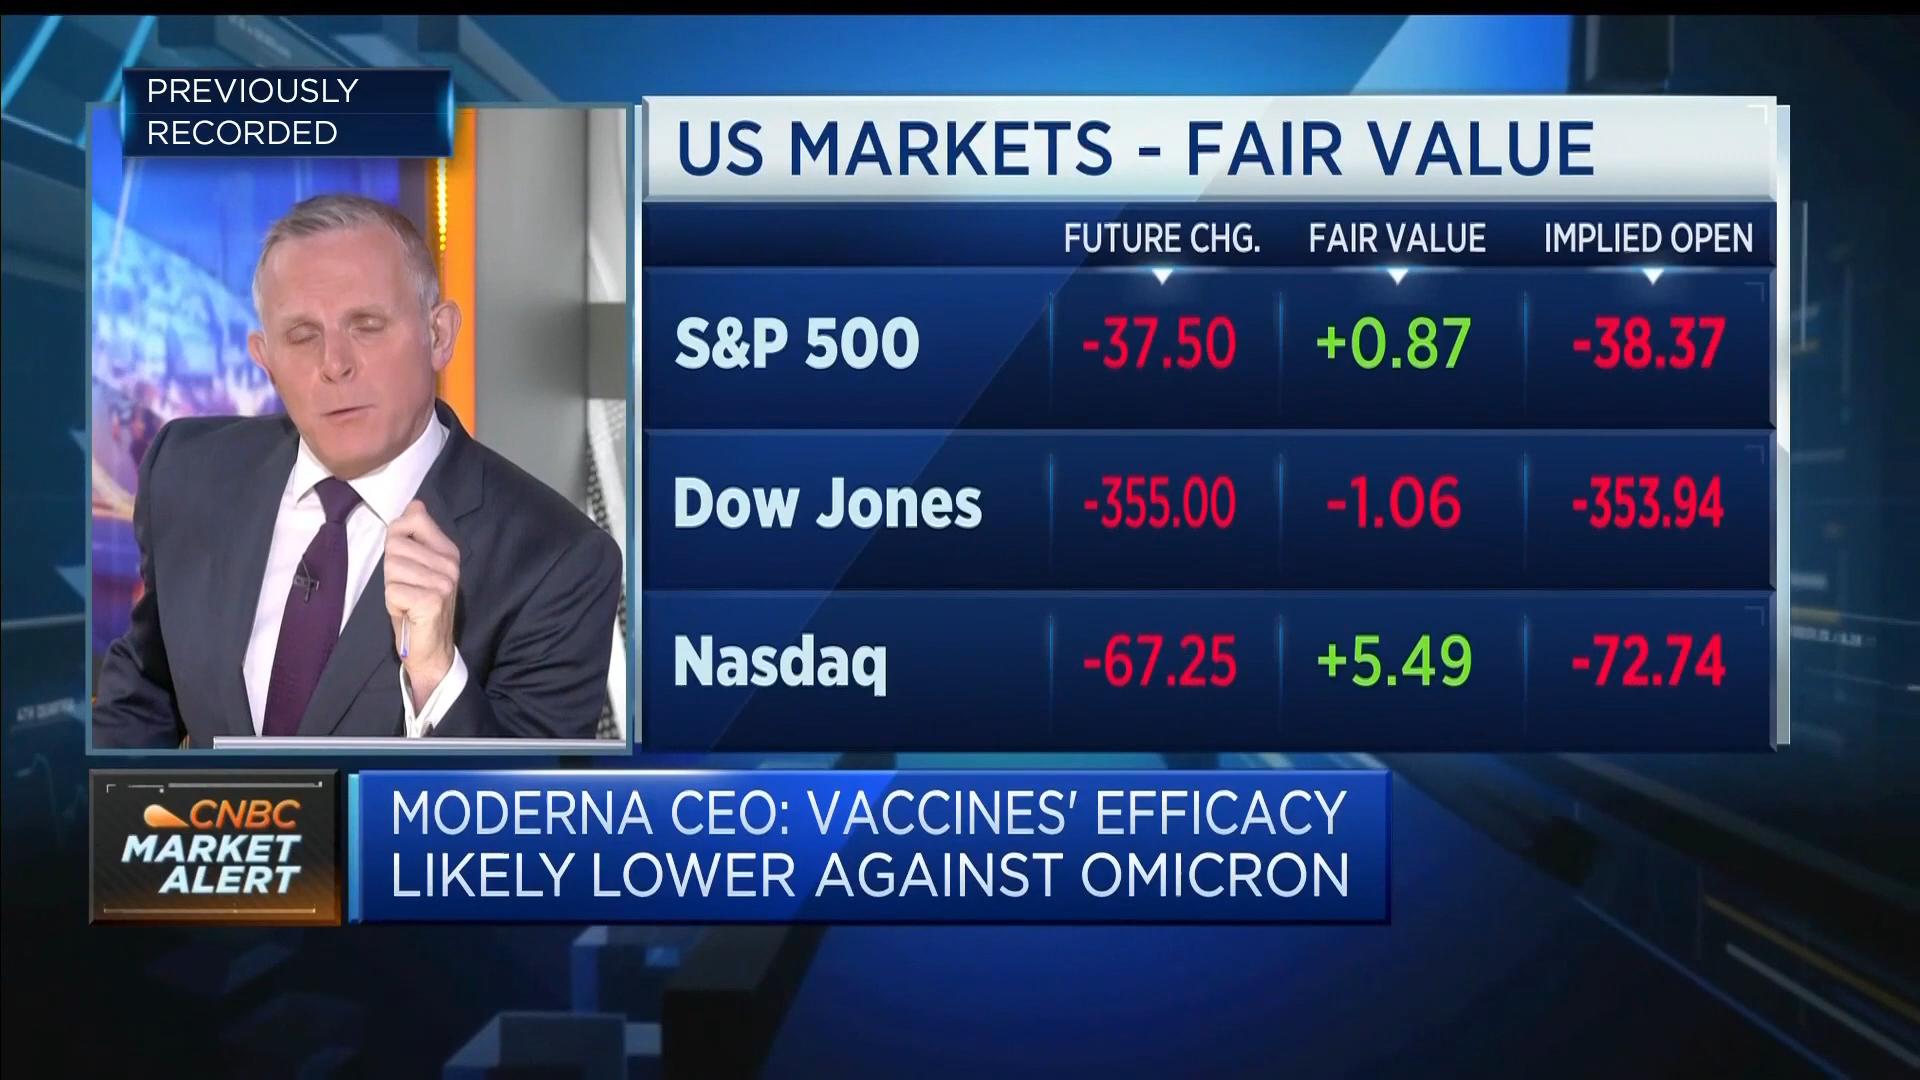 PREVIOUSLY
RECORDED
US MARKETS - FAIR VALUE
FUTURE CHG. FAIR VALUE IMPLIED OPEN
S&P 500 -37.50 +0.87 -38.37
Dow Jones -355.00 -1.06 -353.94
Nasdaq -67.25 +5.49 -72.74
CNBC
MARKET
ALERT
MODERNA CEO: VACCINES' EFFICACY
LIKELY LOWER AGAINST OMICRON